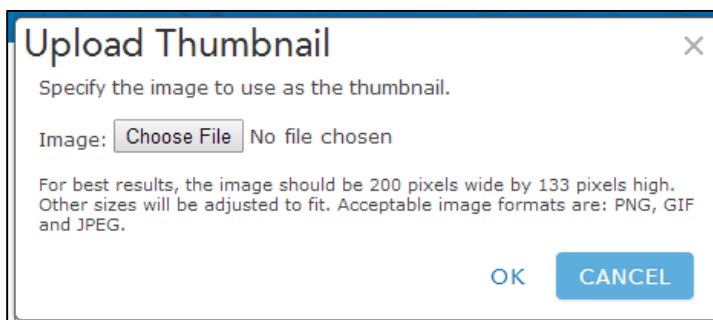 Upload Thumbnail
Specify the image to use as the thumbnail.
Image: Choose File No file chosen
For best results, the image should be 200 pixels wide by 133 pixels high.
Other sizes will be adjusted to fit. Acceptable image formats are: PNG, GIF
and JPEG.
OK CANCEL